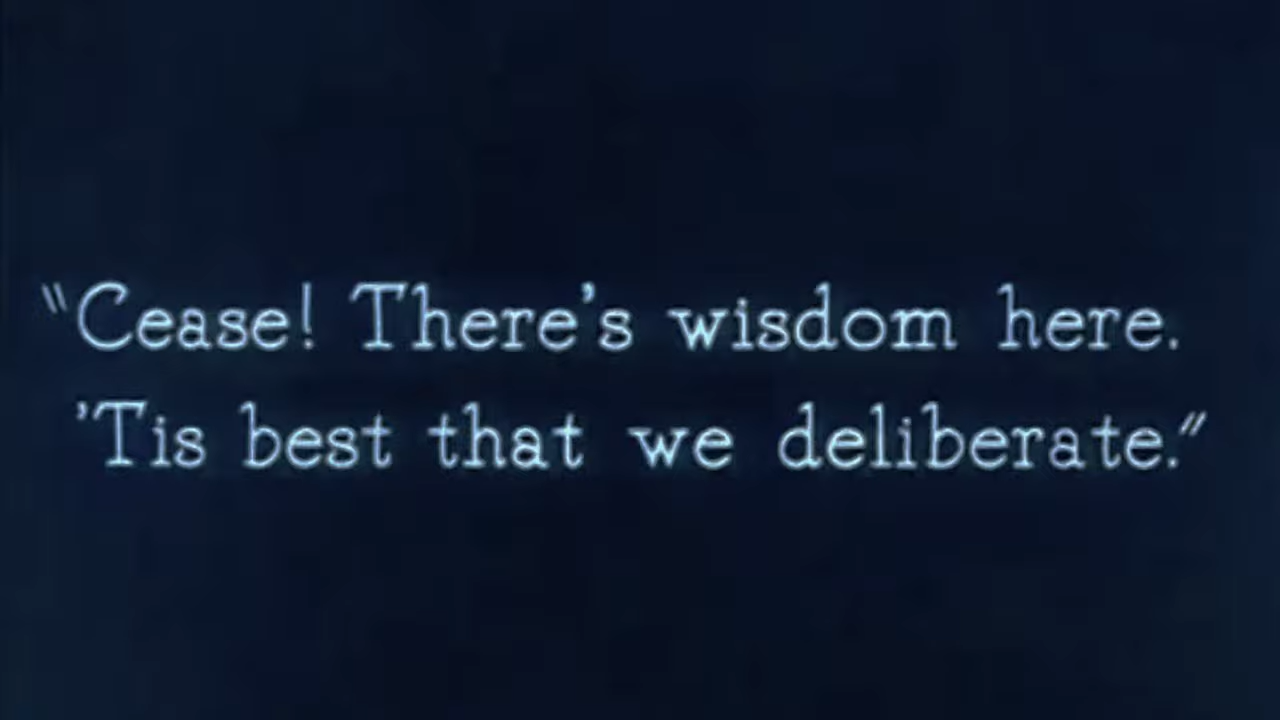 “Cease! There’s wisdom here.
’Tis best that we deliberate.”